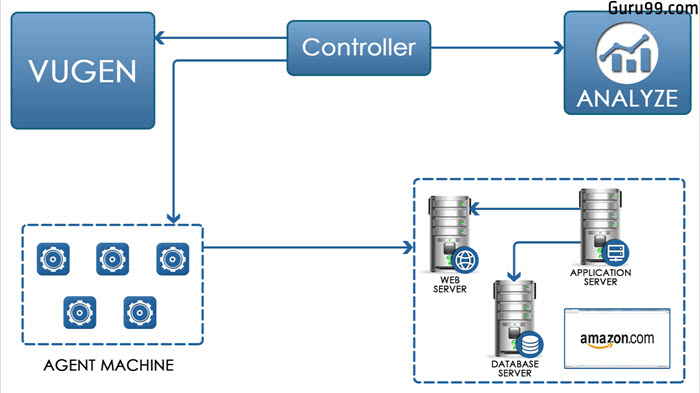 Guru99.com
VUGEN
Controller
ANALYZE
WEB
SERVER
APPLICATION
SERVER
DATABASE
SERVER
amazon.com
AGENT MACHINE